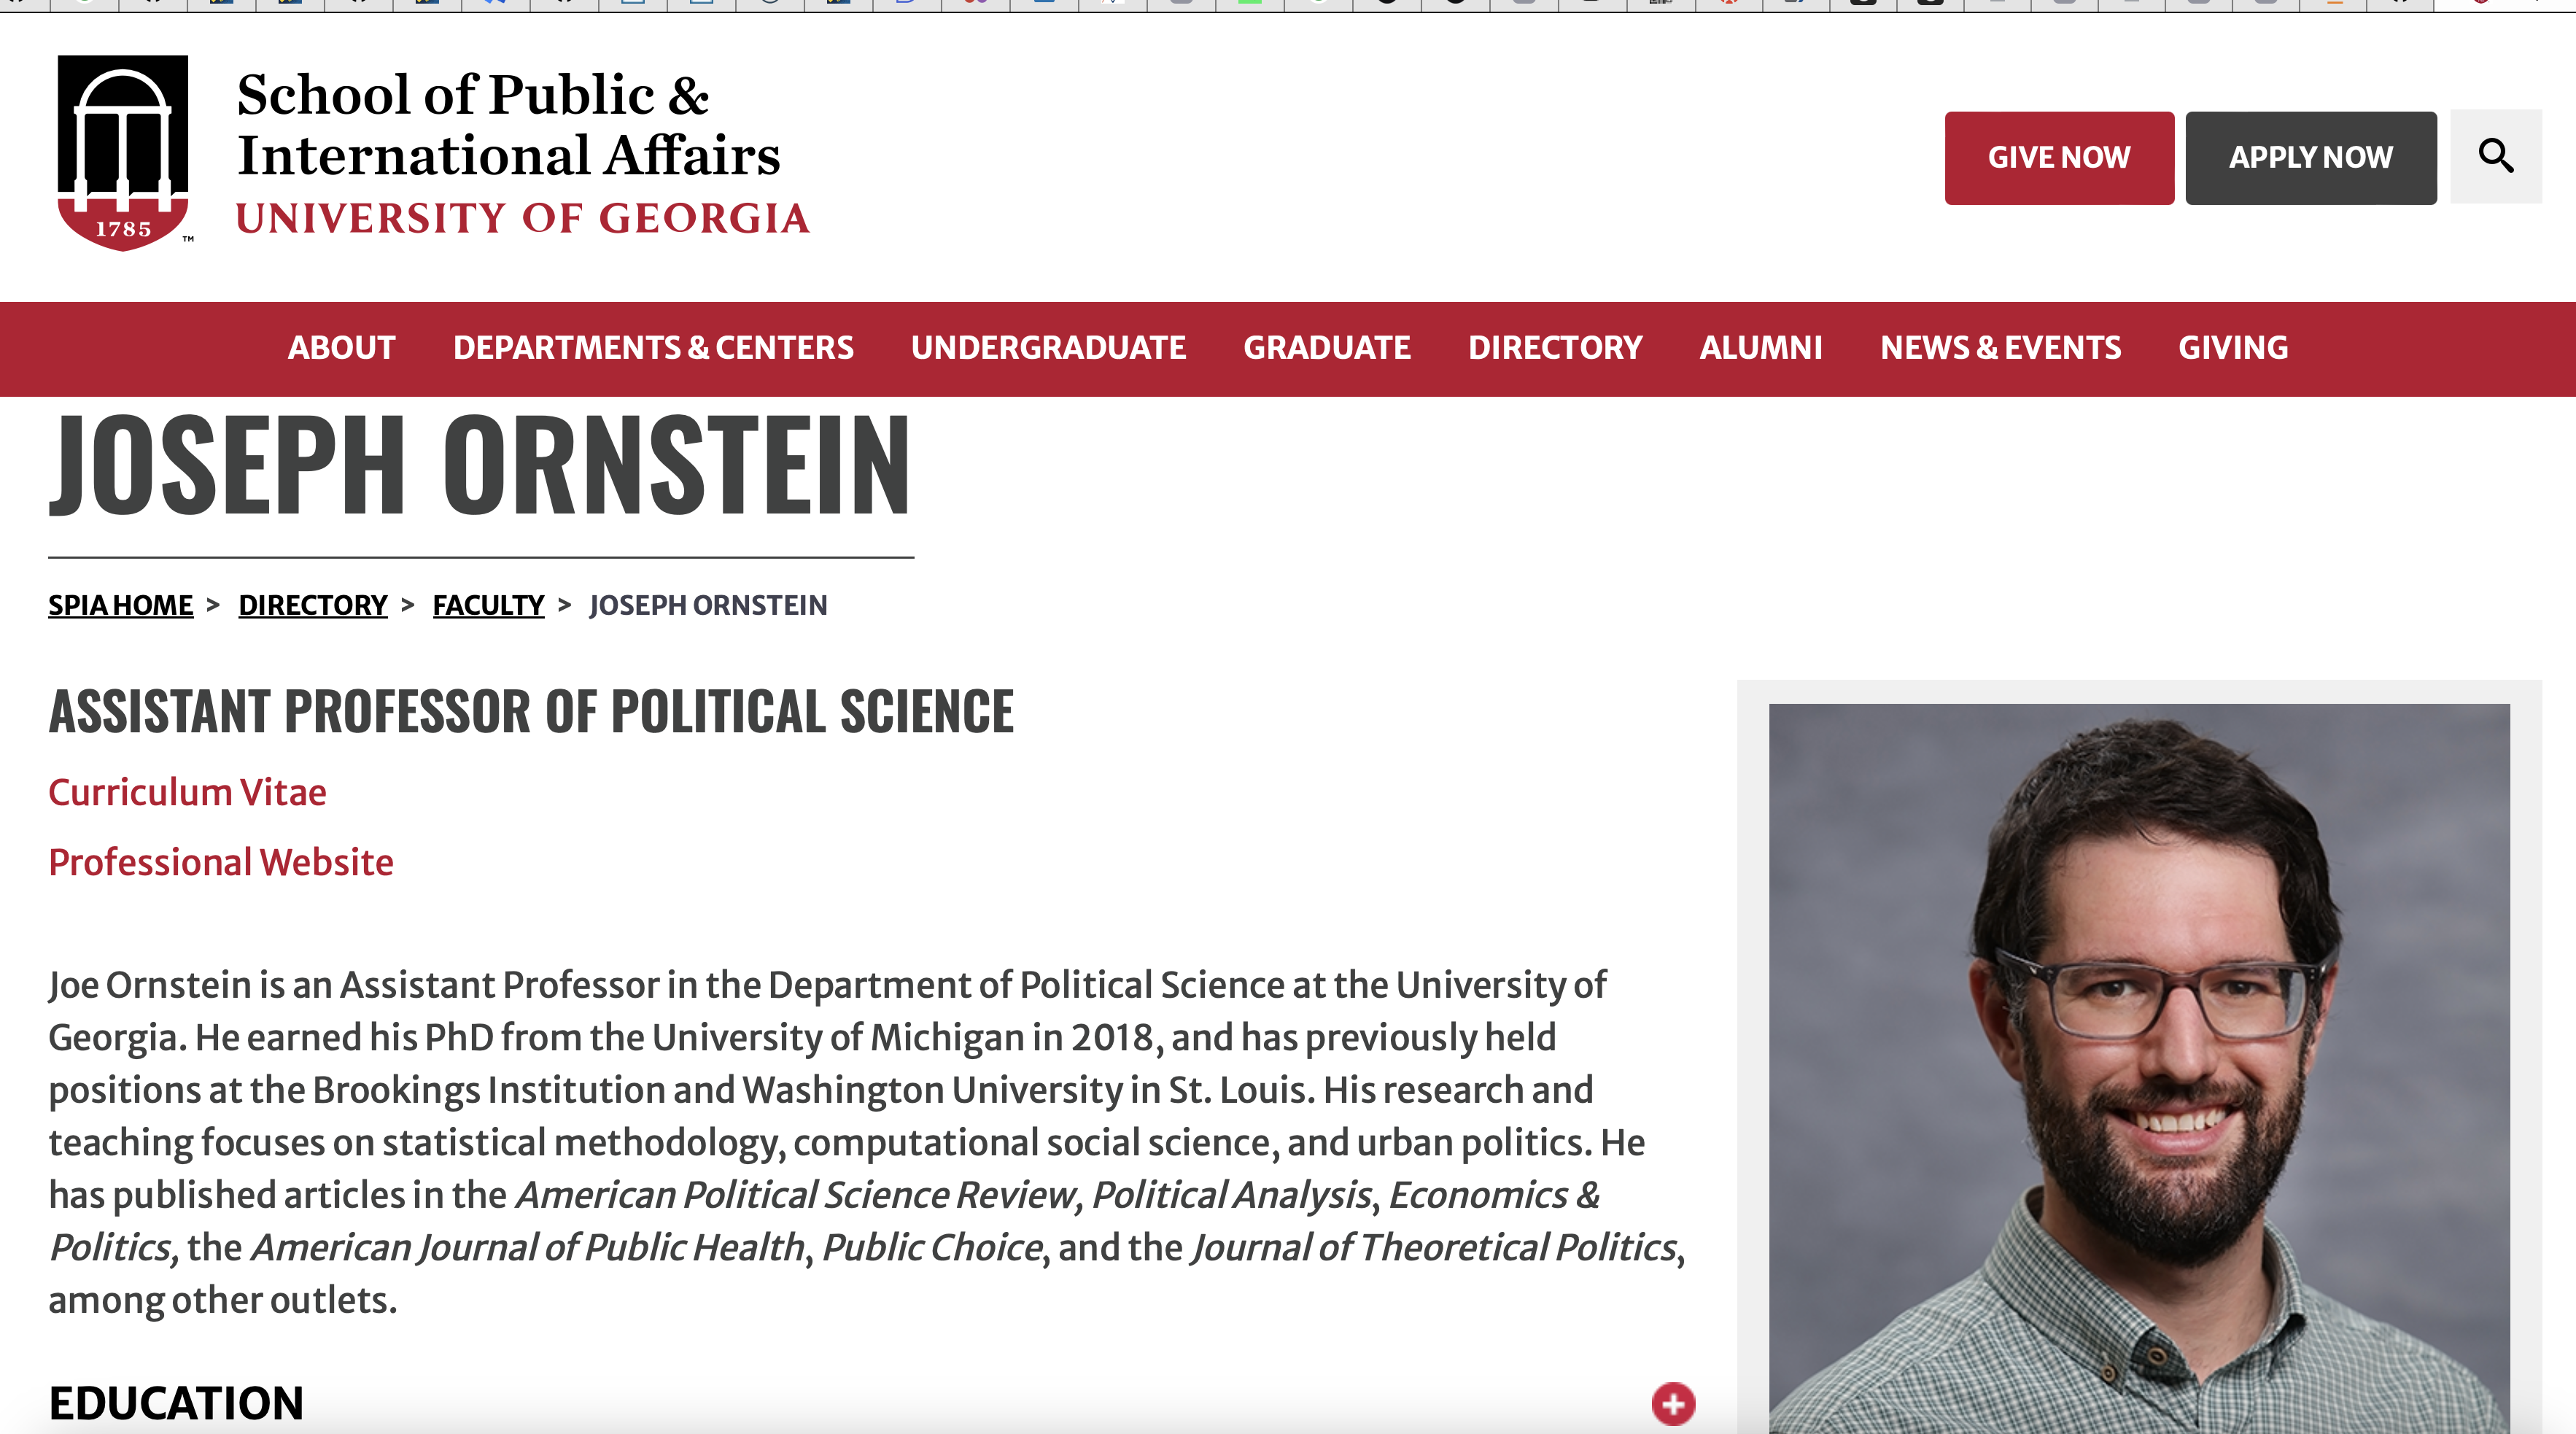 School of Public &
International Affairs
UNIVERSITY OF GEORGIA
1785
TM
GIVE NOW
APPLY NOW
ABOUT
DEPARTMENTS & CENTERS
UNDERGRADUATE
GRADUATE
DIRECTORY
ALUMNI
NEWS & EVENTS
GIVING
JOSEPH ORNSTEIN
SPIA HOME > DIRECTORY > FACULTY > JOSEPH ORNSTEIN
ASSISTANT PROFESSOR OF POLITICAL SCIENCE
Curriculum Vitae
Professional Website
Joe Ornstein is an Assistant Professor in the Department of Political Science at the University of
Georgia. He earned his PhD from the University of Michigan in 2018, and has previously held
positions at the Brookings Institution and Washington University in St. Louis. His research and
teaching focuses on statistical methodology, computational social science, and urban politics. He
has published articles in the American Political Science Review, Political Analysis, Economics &
Politics, the American Journal of Public Health, Public Choice, and the Journal of Theoretical Politics,
among other outlets.
EDUCATION